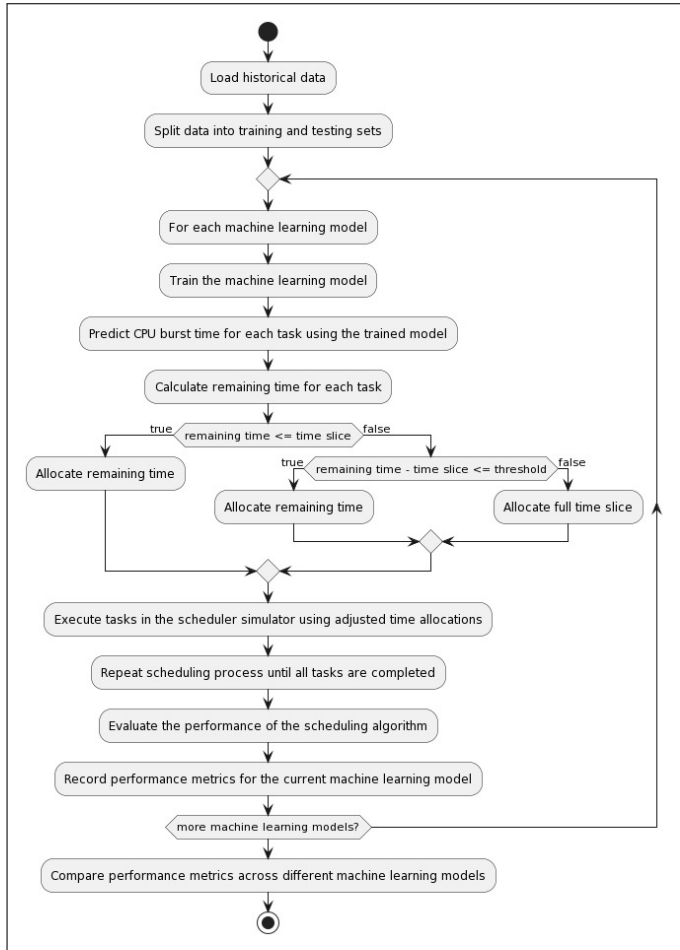 Load historical data
Split data into training and testing sets
For each machine learning model
Train the machine learning model
Predict CPU burst time for each task using the trained model
Calculate remaining time for each task
true
remaining time <= time slice
false
Allocate remaining time
true
remaining time - time slice <= threshold
false
Allocate remaining time
Allocate full time slice
Execute tasks in the scheduler simulator using adjusted time allocations
Repeat scheduling process until all tasks are completed
Evaluate the performance of the scheduling algorithm
Record performance metrics for the current machine learning model
more machine learning models?
Compare performance metrics across different machine learning models